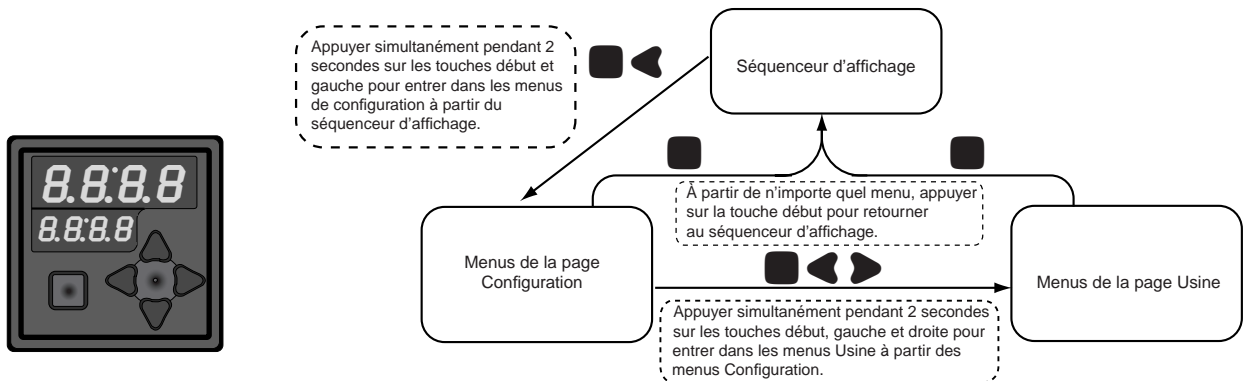 Appuyer simultanément pendant 2
secondes sur les touches début et
gauche pour entrer dans les menus
de configuration à partir du
séquenceur d'affichage.
Séquenceur d'affichage
8.8:8.8
8.8:8.8
À partir de n'importe quel menu, appuyer
sur la touche début pour retourner
au séquenceur d'affichage.
Menus de la page
Configuration
Menus de la page Usine
Appuyer simultanément pendant 2 secondes
sur les touches début, gauche et droite pour
entrer dans les menus Usine à partir des
menus Configuration.